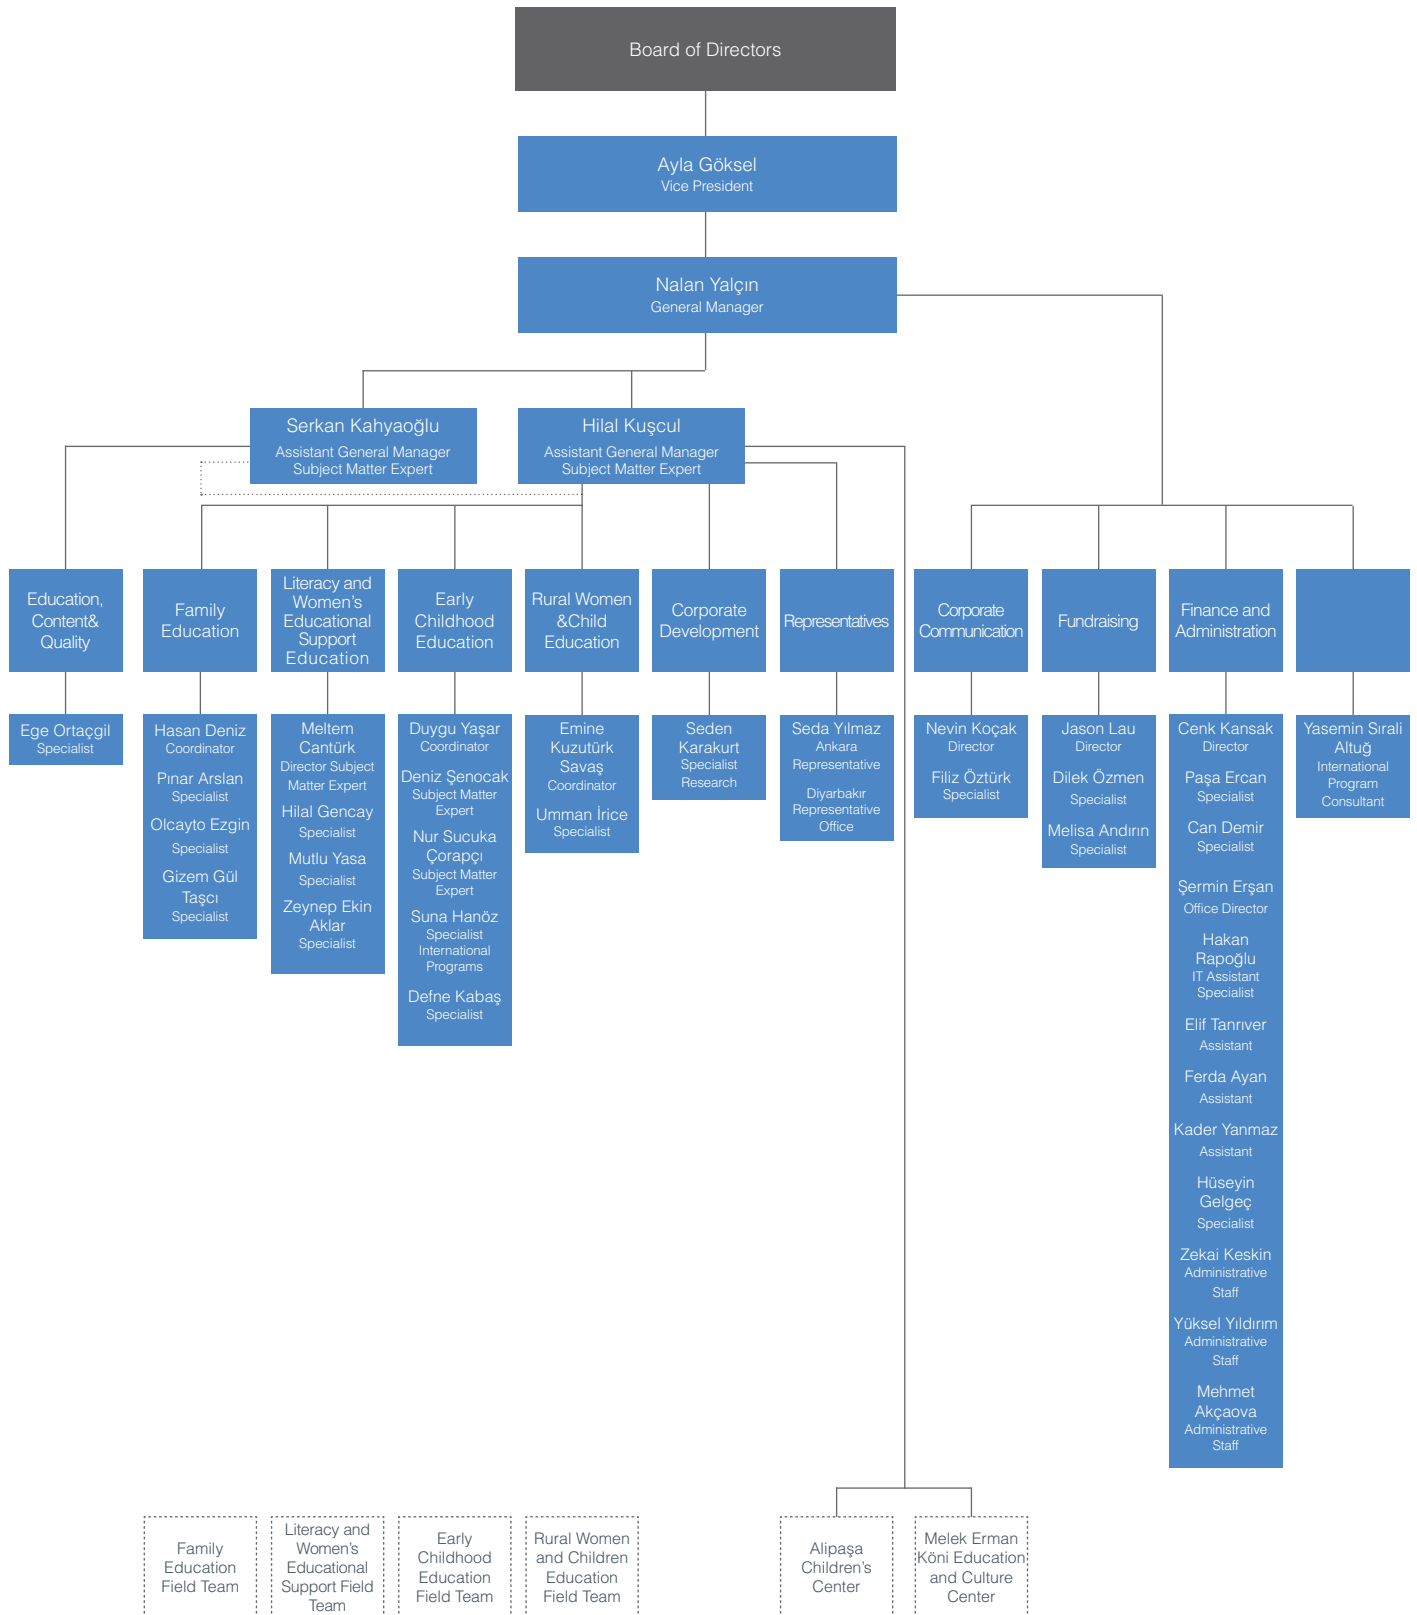 Board of Directors
Ayla Göksel
Vice President
Nalan Yalçın
General Manager
Serkan Kahyaoğlu
Assistant General Manager
Subject Matter Expert
Hilal Kuşcul
Assistant General Manager
Subject Matter Expert
Education,
Content&
Quality
Family
Education
Literacy and
Women's
Educational
Support
Education
Early
Childhood
Education
Rural Women
&Child
Education
Corporate
Development
Representatives
Corporate
Communication
Fundraising
Finance and
Administration
Ege Ortaçgil
Specialist
Hasan Deniz
Coordinator
Pınar Arslan
Specialist
Olcayto Ezgin
Specialist
Gizem Gül
Taşcı
Specialist
Meltem
Cantürk
Director Subject
Matter Expert
Hilal Gencay
Specialist
Mutlu Yasa
Specialist
Zeynep Ekin
Aklar
Specialist
Duygu Yaşar
Coordinator
Deniz Şenocak
Subject Matter
Expert
Nur Sucuka
Çorapçı
Subject Matter
Expert
Suna Hanöz
Specialist
International
Programs
Defne Kabaş
Specialist
Emine
Kuzutürk
Savaş
Coordinator
Umman İrice
Specialist
Seden
Karakurt
Specialist
Research
Seda Yılmaz
Ankara
Representative
Diyarbakır
Representative
Office
Nevin Koçak
Director
Filiz Öztürk
Specialist
Jason Lau
Director
Dilek Özmen
Specialist
Melisa Andırın
Specialist
Cenk Kansak
Director
Paşa Ercan
Specialist
Can Demir
Specialist
Şermin Erşan
Office Director
Hakan
Rapoğlu
IT Assistant
Specialist
Elif Tanrıver
Assistant
Ferda Ayan
Assistant
Kader Yanmaz
Assistant
Hüseyin
Gelgeç
Specialist
Zekai Keskin
Administrative
Staff
Yüksel Yıldırım
Administrative
Staff
Mehmet
Akçaova
Administrative
Staff
Yasemin Sırali
Altuğ
International
Program
Consultant
Family
Education
Field Team
Literacy and
Women's
Educational
Support Field
Team
Early
Childhood
Education
Field Team
Rural Women
and Children
Education
Field Team
Alipaşa
Children's
Center
Melek Erman
Köni Education
and Culture
Center